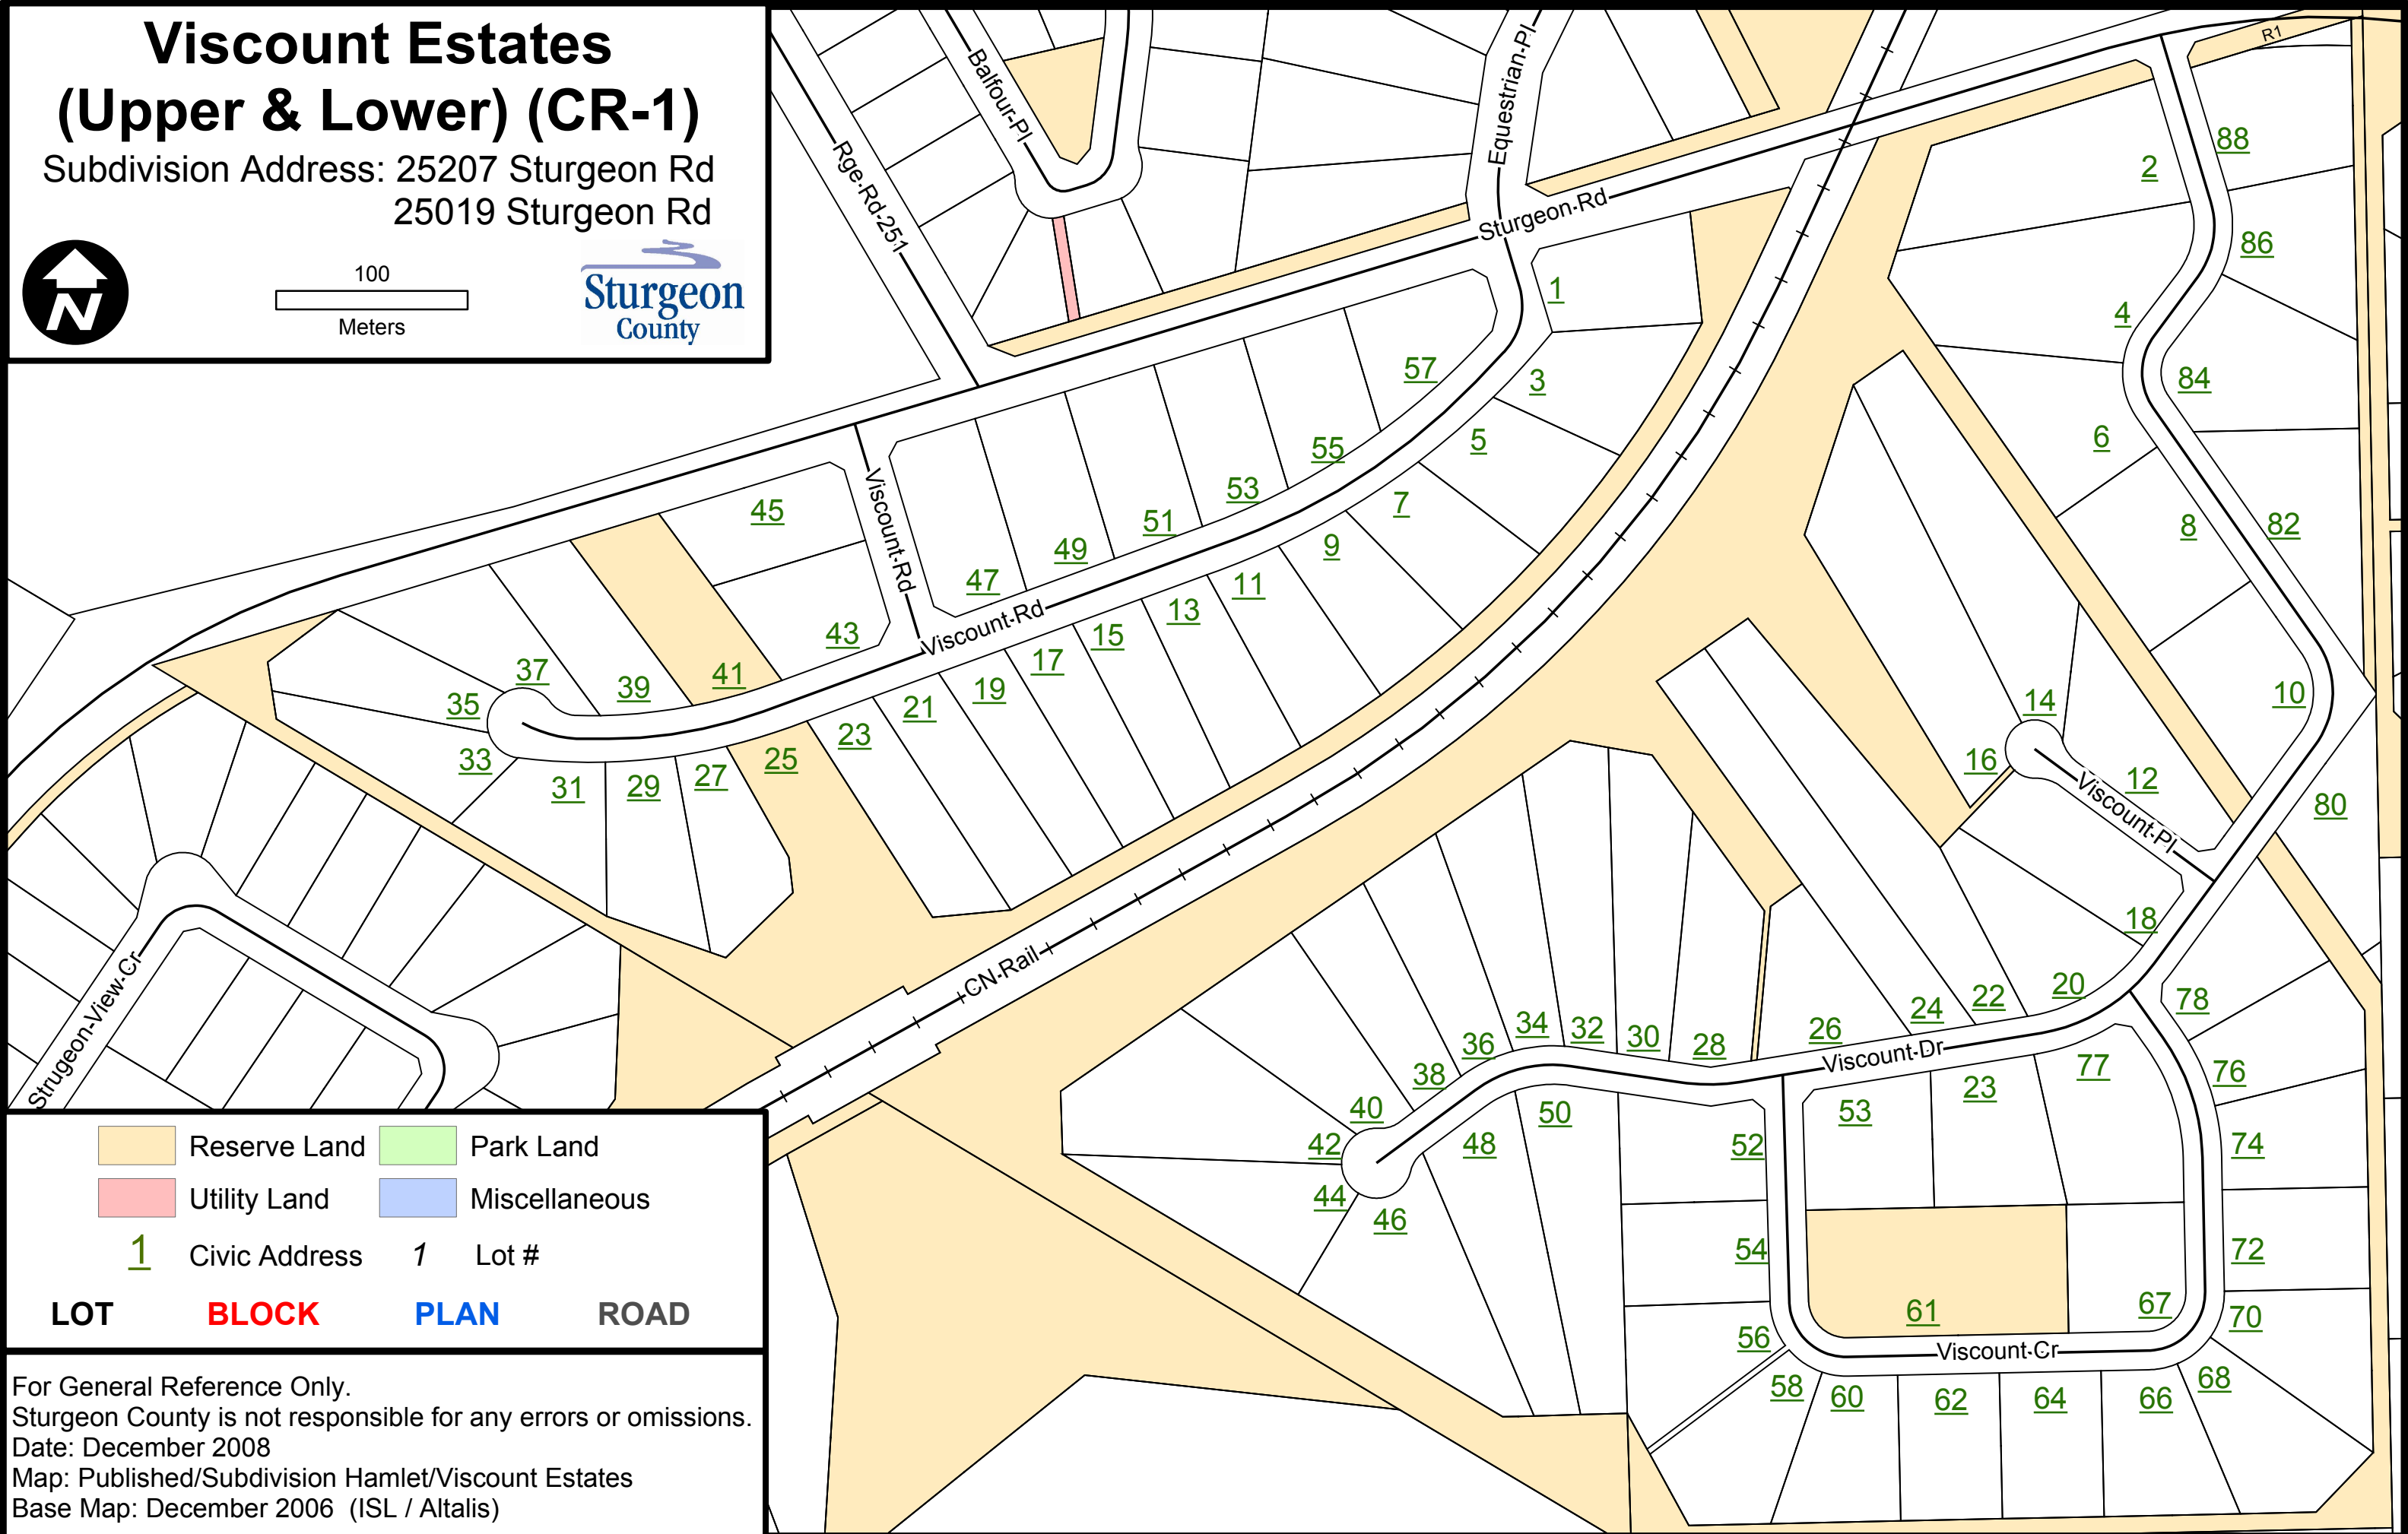 Viscount Estates
(Upper & Lower) (CR-1)
Subdivision Address: 25207 Sturgeon Rd
25019 Sturgeon Rd
N
100
Meters
Sturgeon
County
Balfour-Pl
Rge-Rd-251
Equestrian-Pl
Sturgeon-Rd
R1
88
2
86
1
4
57
3
84
55
5
6
45
53
7
51
8
82
49
9
47
11
Viscount-Rd
43
Viscount-Rd
13
15
17
37
41
39
19
35
21
23
33
25
27
31
29
10
14
16
12
80
Viscount-Pl
18
CN-Rail
Strugeon-View-Cr
20
78
22
24
26
34
32
30
28
36
38
Viscount-Dr
77
76
23
53
40
50
42
48
52
74
44
46
54
72
61
67
70
56
Viscount-Cr
58
60
62
64
66
68
Reserve Land
Park Land
Utility Land
Miscellaneous
1 Civic Address
1 Lot #
LOT BLOCK PLAN ROAD
For General Reference Only.
Sturgeon County is not responsible for any errors or omissions.
Date: December 2008
Map: Published/Subdivision Hamlet/Viscount Estates
Base Map: December 2006 (ISL / Altalis)